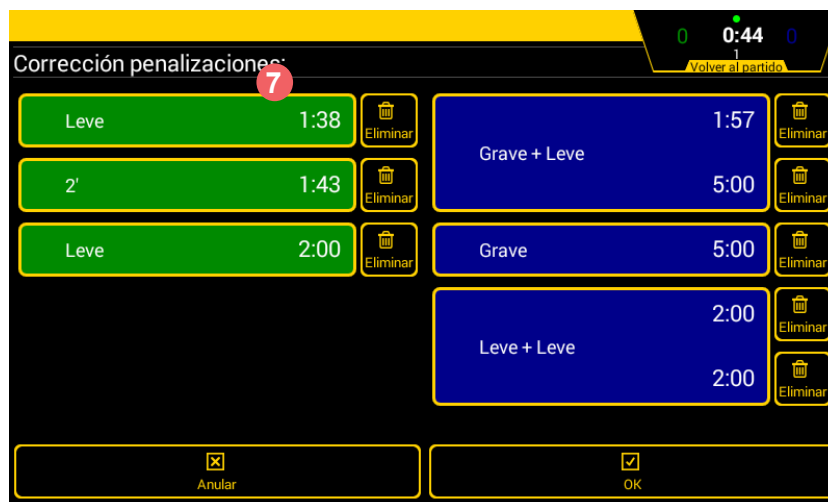 0 0:44 0
1
Volver al partido
Corrección penalizaciones:
7
Leve 1:38 Eliminar
2' 1:43 Eliminar
Leve 2:00 Eliminar
Grave + Leve
1:57 Eliminar
5:00 Eliminar
Grave 5:00 Eliminar
Leve + Leve
2:00 Eliminar
2:00 Eliminar
Anular
OK